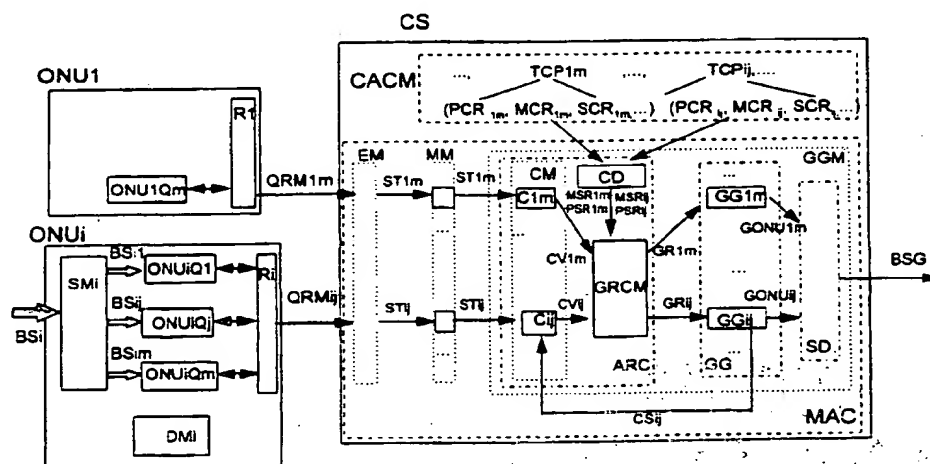 CS
CACM
...., TCP1m ...., TCPij,....
(PCR1m, MCR1m, SCR1m,...) (PCRij, MCRij, SCRij,...)
ONU1
R1
ONU1Qm
QRM1m
EM
MM
CM
CD
GGM
ST1m
ST1m
C1m
MSR1m
PSR1m
MSRij
PSRij
GG1m
GONU1m
CV1m
GR1m
GRCM
BSG
ONUi
BSi1
ONUiQ1
Ri
SMi
BSij
ONUiQj
BSi
BSim
ONUiQm
QRMij
STij
STij
Cij
CVij
GRij
GGij
GONUij
SD
ARC
GG
CSij
MAC
DMi